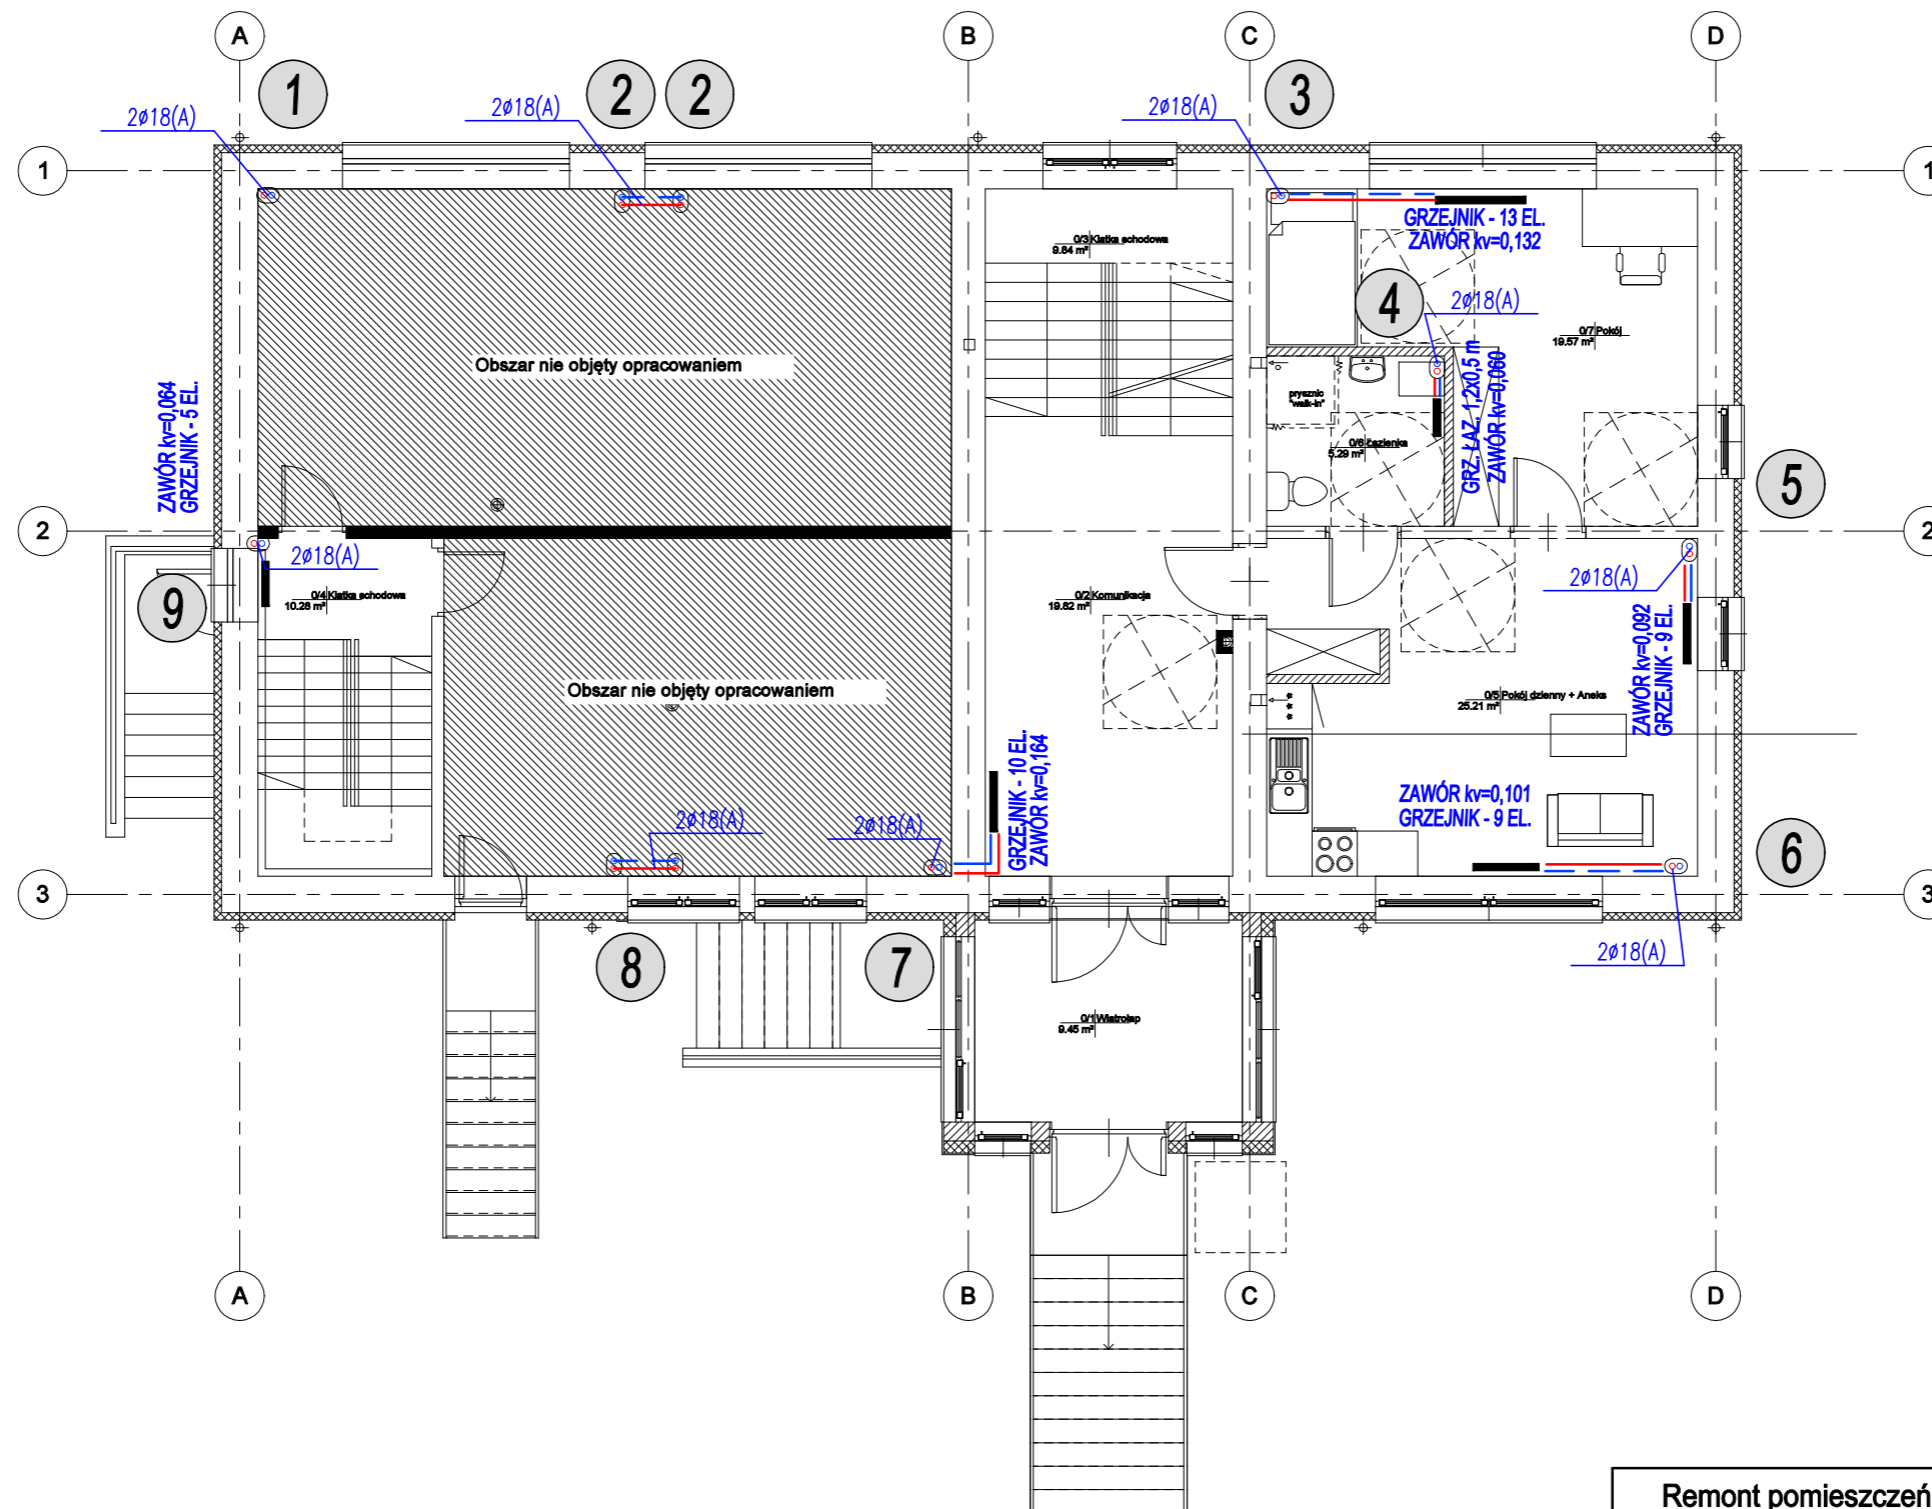 A
B
C
D
1
2
2
3
2ø18(A)
2ø18(A)
2ø18(A)
1
1
GRZEJNIK - 13 EL.
ZAWÓR kv=0,132
0/3 Klatka schodowa
9.84 m²
4
2ø18(A)
0/7 Pokój
19.57 m²
Obszar nie objęty opracowaniem
ZAWÓR kv=0,064
GRZEJNIK - 5 EL.
prysznic
"walk-in"
0/6 Łazienka
5.29 m²
GRZ. ŁAZ. 1,2x0,5 m
ZAWÓR kv=0,060
5
2
2
2ø18(A)
2ø18(A)
9
0/4 Klatka schodowa
10.28 m²
0/2 Komunikacja
19.82 m²
ZAWÓR kv=0,092
GRZEJNIK - 9 EL.
Obszar nie objęty opracowaniem
0/5 Pokój dzienny + Aneks
25.21 m²
GRZEJNIK - 10 EL.
ZAWÓR kv=0,164
ZAWÓR kv=0,101
GRZEJNIK - 9 EL.
2ø18(A)
2ø18(A)
6
3
3
8
7
2ø18(A)
0/1 Wiatrołap
9.45 m²
A
B
C
D
Remont pomieszczeń